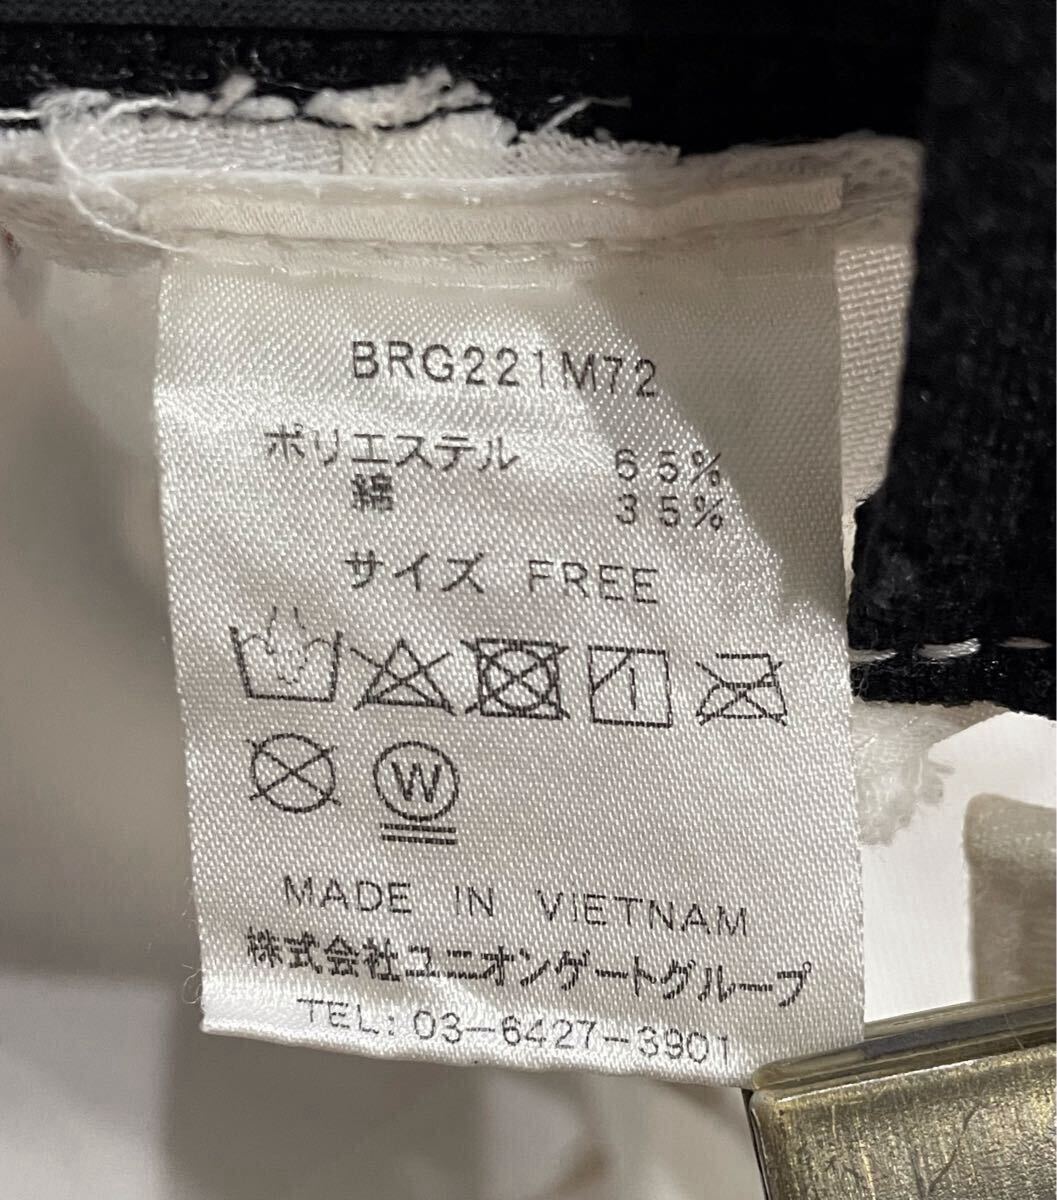 BRG221M72
ポリエステル 65%
綿 35%
サイズ FREE
W
MADE IN VIETNAM
株式会社ユニオンゲートグループ
TEL: 03-6427-3901